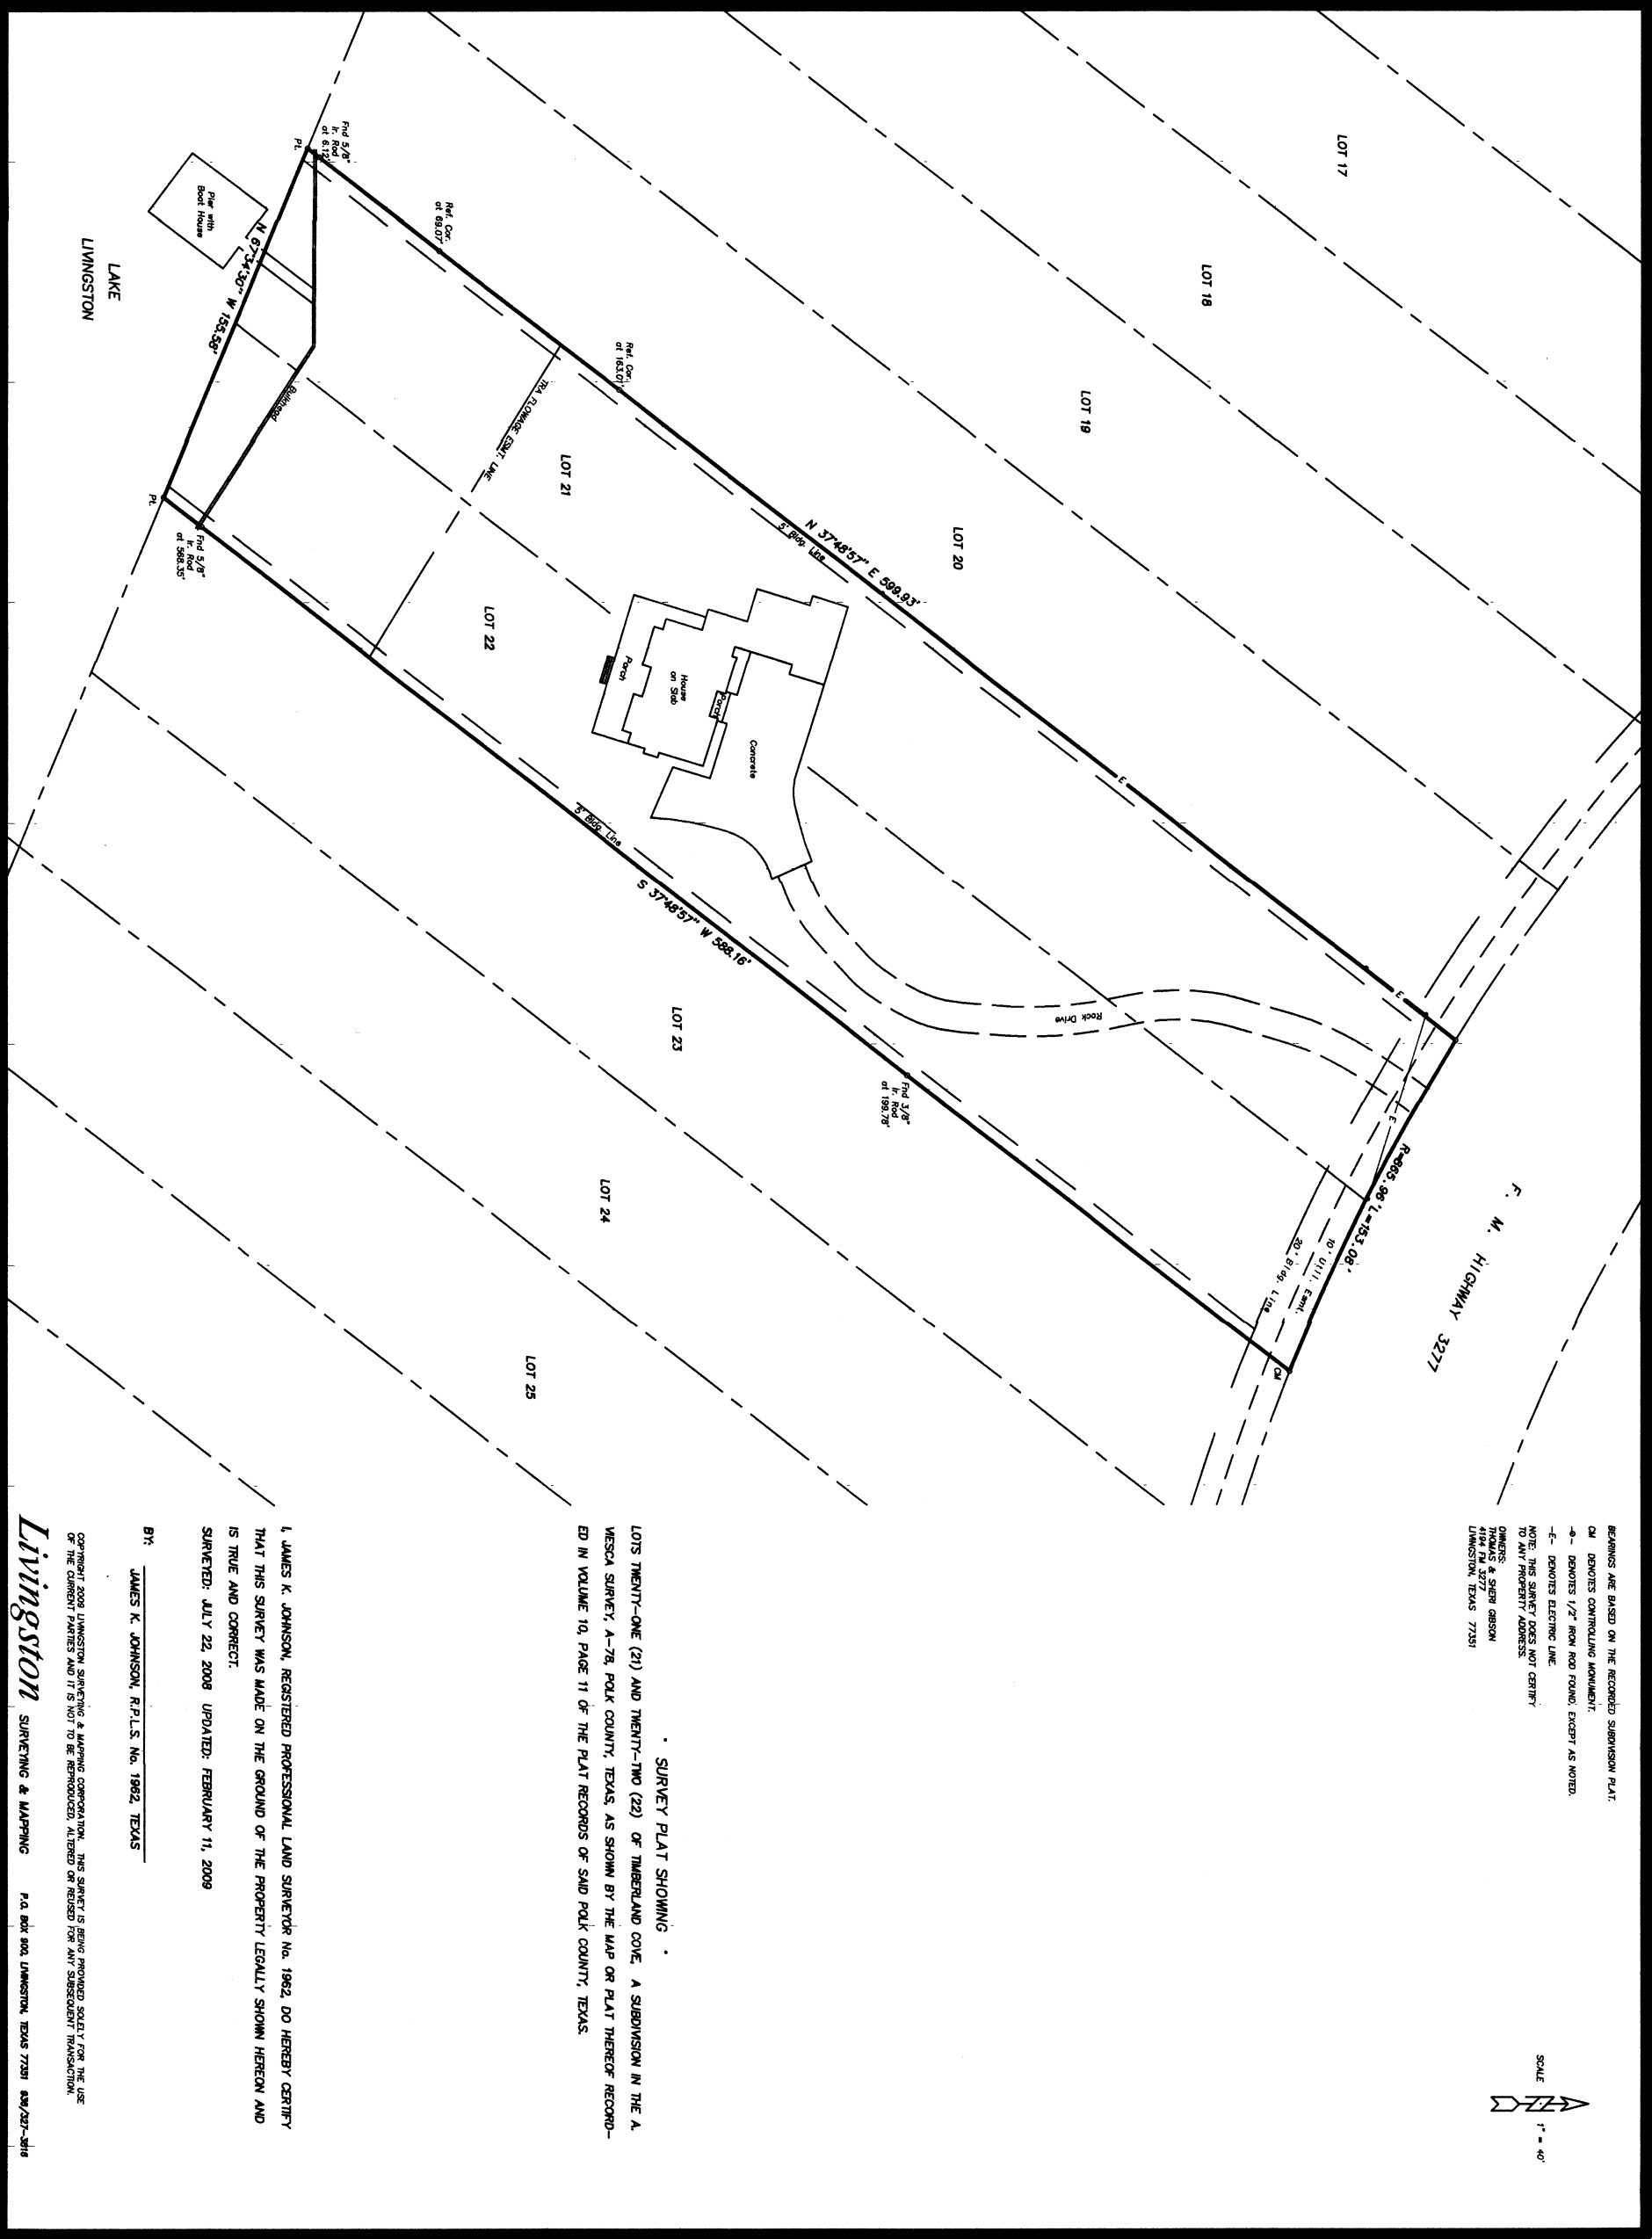 BEARINGS ARE BASED ON THE RECORDED SUBDIVISION PLAT.
CM DENOTES CONTROLLING MONUMENT.
DENOTES 1/2" IRON ROD FOUND, EXCEPT AS NOTED.
-E- DENOTES ELECTRIC LINE.
NOTE: THIS SURVEY DOES NOT CERTIFY
TO ANY PROPERTY ADDRESS.
OWNERS:
THOMAS & SHERI GIBSON
4194 FM 3277
LIVINGSTON, TEXAS 77351
SCALE 1" = 40'
N
F. M. HIGHWAY 3277
LOT 17
LOT 18
LOT 19
LOT 20
LOT 21
LOT 22
LOT 23
LOT 24
LOT 25
R=865.96' L=153.08'
10' Util. Esmt.
20' Bldg. Line
CM
E
E
E
N 37°48'57" E 599.93'
5' Bldg. Line
S 37°48'57" W 588.16'
5' Bldg. Line
Rock Drive
Fnd 3/8"
Ir. Rod
at 199.78'
Concrete
Porch
House
on Slab
Porch
Ref. Cor.
at 163.01'
Ref. Cor.
at 69.07'
TRA FLOWAGE ESMT. LINE
Fnd 5/8"
Ir. Rod
at 6.12'
Pt.
Bulkhead
N 67°34'30" W 155.58'
Pier with
Boat House
Fnd 5/8"
Ir. Rod
at 568.35'
Pt.
LAKE
LIVINGSTON
• SURVEY PLAT SHOWING •
LOTS TWENTY-ONE (21) AND TWENTY-TWO (22) OF TIMBERLAND COVE, A SUBDIVISION IN THE A.
VIESCA SURVEY, A-78, POLK COUNTY, TEXAS, AS SHOWN BY THE MAP OR PLAT THEREOF RECORD-
ED IN VOLUME 10, PAGE 11 OF THE PLAT RECORDS OF SAID POLK COUNTY, TEXAS.
I, JAMES K. JOHNSON, REGISTERED PROFESSIONAL LAND SURVEYOR No. 1962, DO HEREBY CERTIFY
THAT THIS SURVEY WAS MADE ON THE GROUND OF THE PROPERTY LEGALLY SHOWN HEREON AND
IS TRUE AND CORRECT.
SURVEYED: JULY 22, 2008 UPDATED: FEBRUARY 11, 2009
BY:
JAMES K. JOHNSON, R.P.L.S. No. 1962, TEXAS
COPYRIGHT 2009 LIVINGSTON SURVEYING & MAPPING CORPORATION. THIS SURVEY IS BEING PROVIDED SOLELY FOR THE USE
OF THE CURRENT PARTIES AND IT IS NOT TO BE REPRODUCED, ALTERED OR REUSED FOR ANY SUBSEQUENT TRANSACTION.
Livingston SURVEYING & MAPPING P.O. BOX 900, LIVINGSTON, TEXAS 77351 936/327-3816